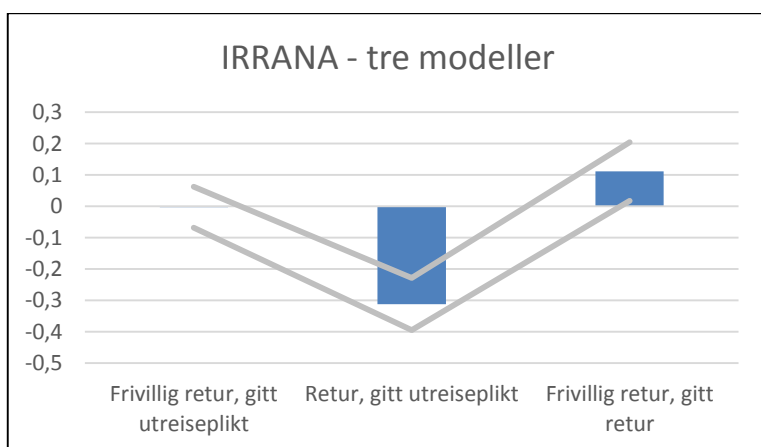 IRRANA - tre modeller
0,3
0,2
0,1
0
-0,1
-0,2
-0,3
-0,4
-0,5
Frivillig retur, gitt
utreiseplikt
Retur, gitt utreiseplikt
Frivillig retur, gitt
retur